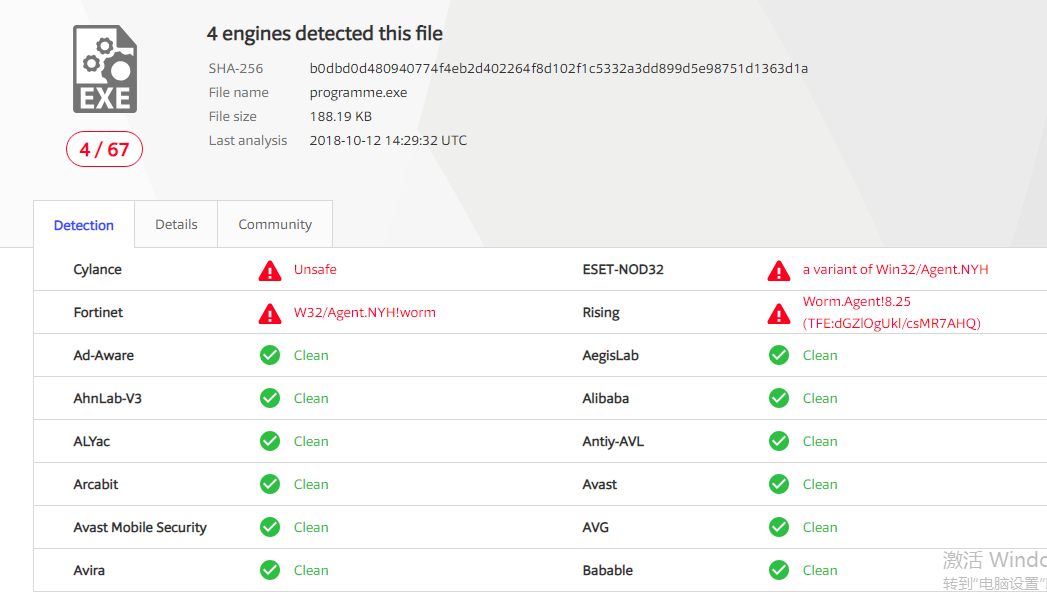 4 engines detected this file
SHA-256 b0dbd0d480940774f4eb2d402264f8d102f1c5332a3dd899d5e98751d1363d1a
File name programme.exe
File size 188.19 KB
Last analysis 2018-10-12 14:29:32 UTC
EXE
4 / 67
Detection Details Community
Cylance Unsafe ESET-NOD32 a variant of Win32/Agent.NYH
Fortinet W32/Agent.NYH!worm Rising Worm.Agent!8.25
(TFE:dGZlOgUkl/csMR7AHQ)
Ad-Aware Clean AegisLab Clean
AhnLab-V3 Clean Alibaba Clean
ALYac Clean Antiy-AVL Clean
Arcabit Clean Avast Clean
Avast Mobile Security Clean AVG Clean
Avira Clean Babable Clean
激活 Windo
转到"电脑设置"